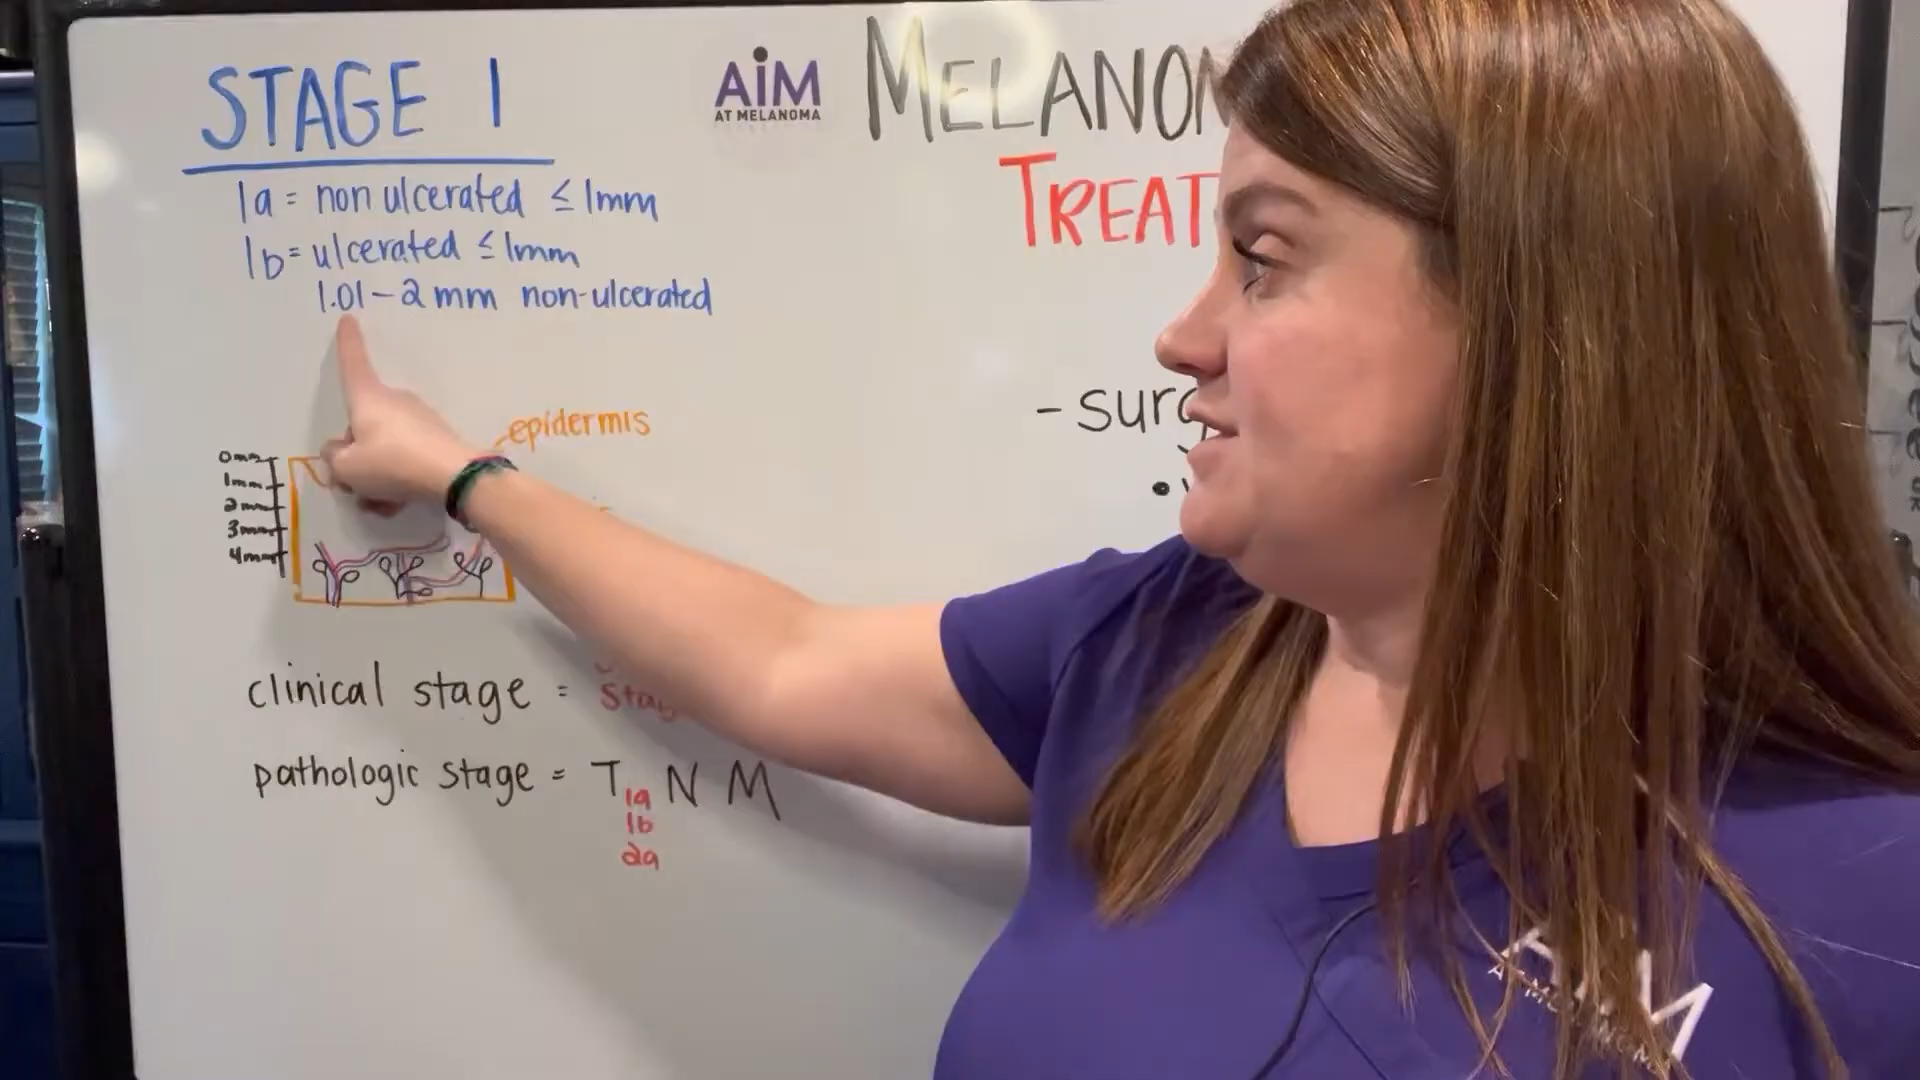 STAGE 1
1a = non ulcerated ≤ 1mm
1b = ulcerated ≤ 1mm
1.01 – 2 mm non-ulcerated
epidermis
0mm
1mm
2mm
3mm
4mm
clinical stage =
pathologic stage = T N M
1a
1b
2a
AiM
AT MELANOMA
MELANO
TREAT
- surg